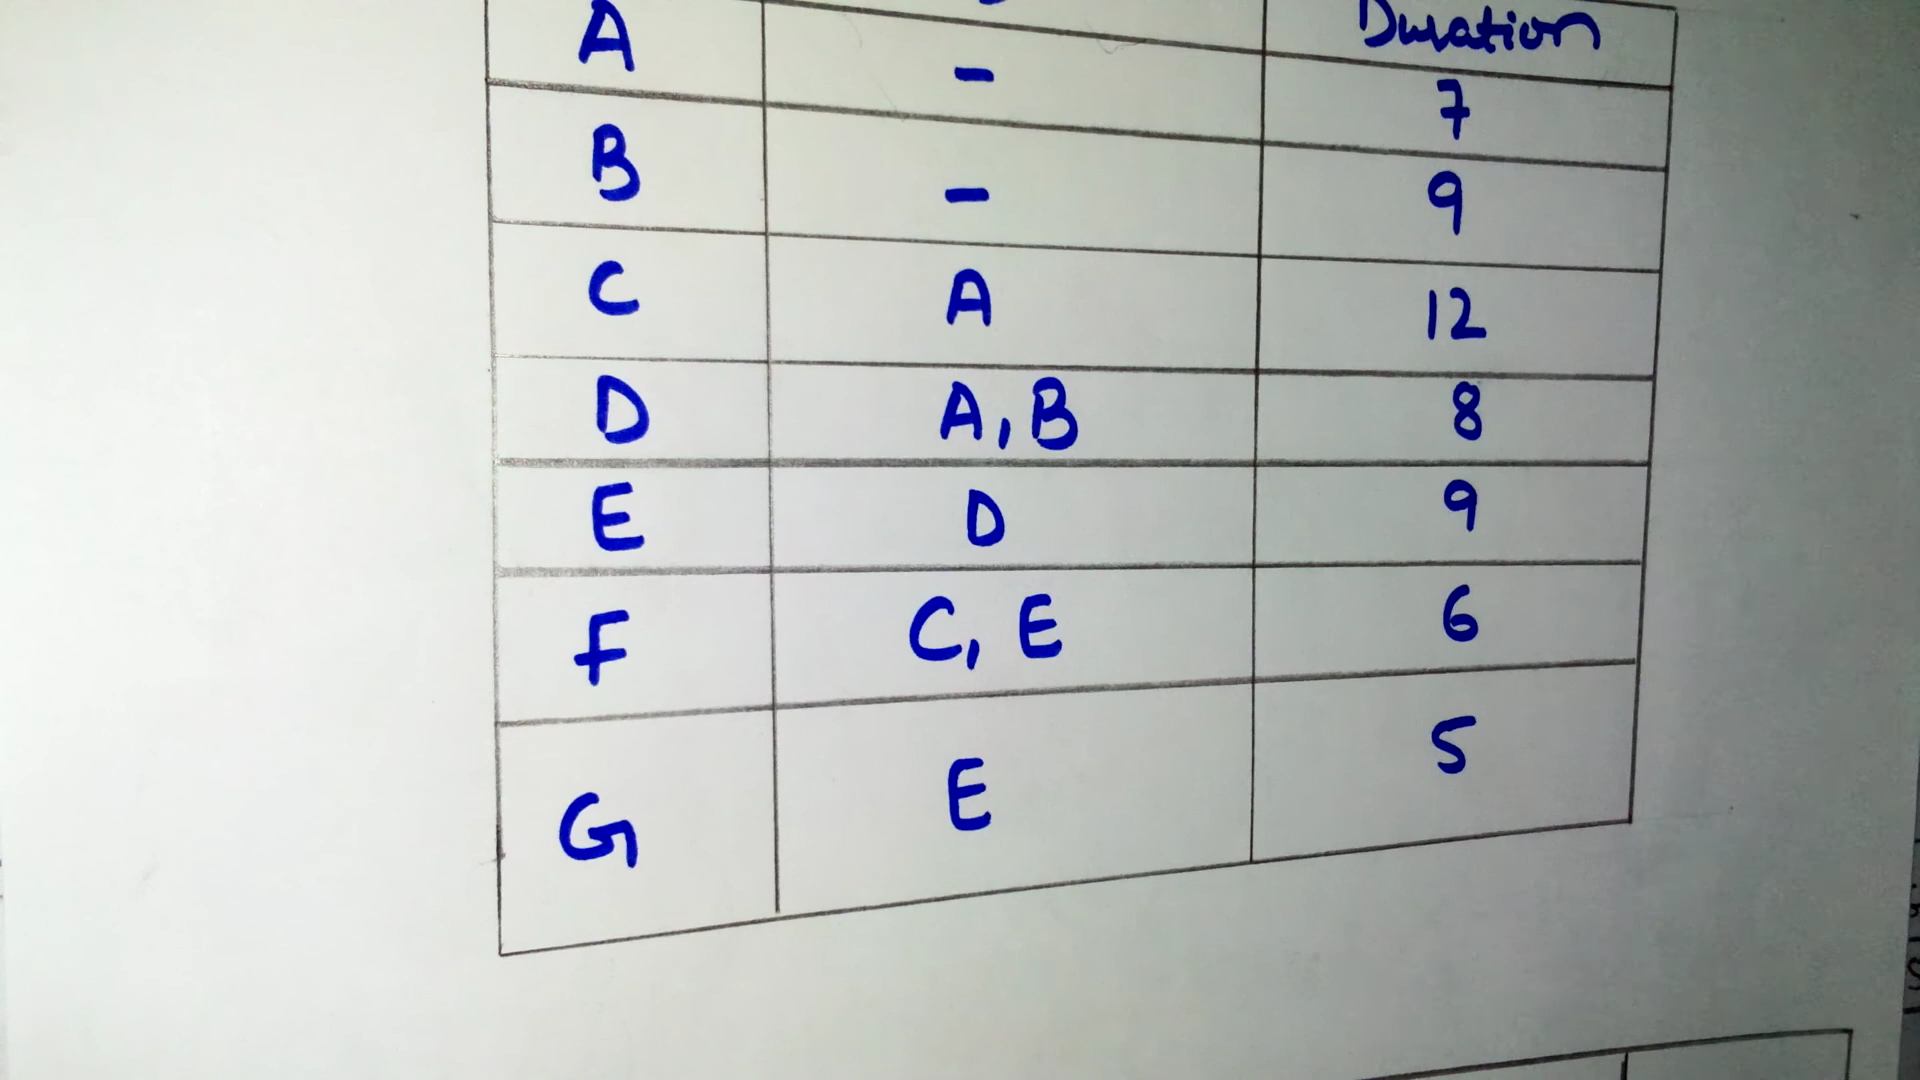 Duration
A - 7
B - 9
C A 12
D A, B 8
E D 9
F C, E 6
G E 5